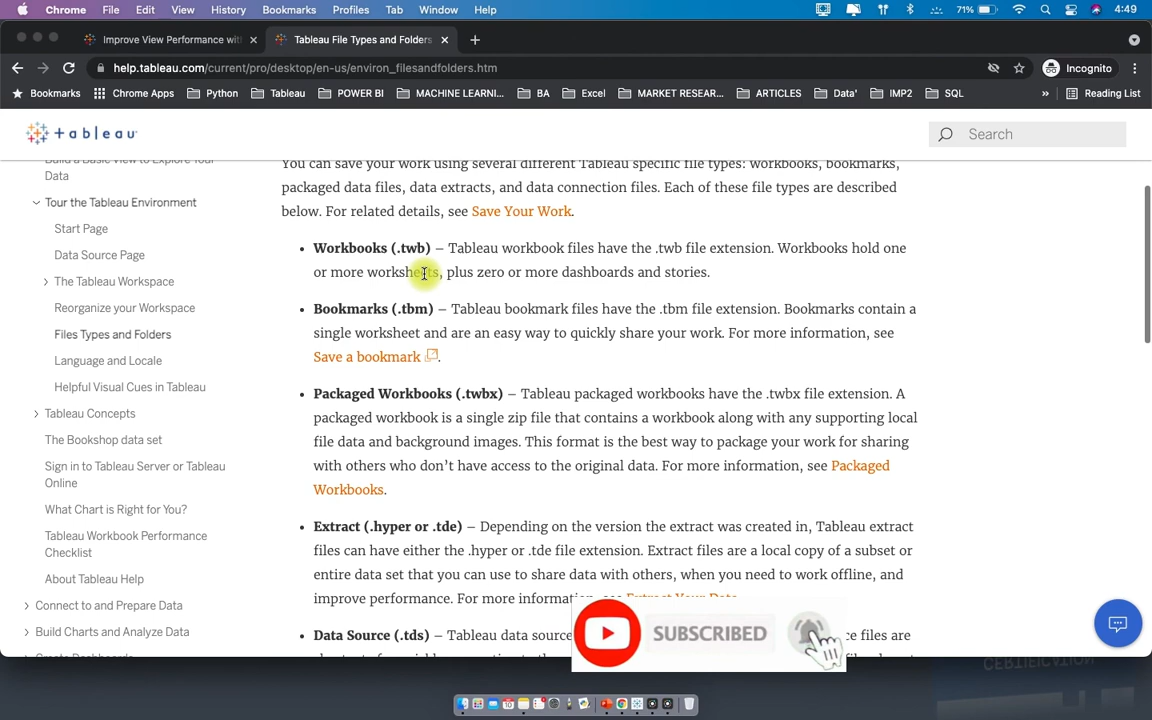 Chrome File Edit View History Bookmarks Profiles Tab Window Help 71% 4:49
Improve View Performance wit
Tableau File Types and Folders
help.tableau.com/current/pro/desktop/en-us/environ_filesandfolders.htm Incognito
Bookmarks Chrome Apps Python Tableau POWER BI MACHINE LEARNI... BA Excel MARKET RESEAR... ARTICLES Data' IMP2 SQL » Reading List
+ a b l e a u
Search
Build a Basic View to Explore Your
Data
Tour the Tableau Environment
Start Page
Data Source Page
The Tableau Workspace
Reorganize your Workspace
Files Types and Folders
Language and Locale
Helpful Visual Cues in Tableau
Tableau Concepts
The Bookshop data set
Sign in to Tableau Server or Tableau
Online
What Chart is Right for You?
Tableau Workbook Performance
Checklist
About Tableau Help
Connect to and Prepare Data
Build Charts and Analyze Data
You can save your work using several different Tableau specific file types: workbooks, bookmarks,
packaged data files, data extracts, and data connection files. Each of these file types are described
below. For related details, see Save Your Work.
• Workbooks (.twb) – Tableau workbook files have the .twb file extension. Workbooks hold one
or more worksheets, plus zero or more dashboards and stories.
• Bookmarks (.tbm) – Tableau bookmark files have the .tbm file extension. Bookmarks contain a
single worksheet and are an easy way to quickly share your work. For more information, see
Save a bookmark.
• Packaged Workbooks (.twbx) – Tableau packaged workbooks have the .twbx file extension. A
packaged workbook is a single zip file that contains a workbook along with any supporting local
file data and background images. This format is the best way to package your work for sharing
with others who don't have access to the original data. For more information, see Packaged
Workbooks.
• Extract (.hyper or .tde) – Depending on the version the extract was created in, Tableau extract
files can have either the .hyper or .tde file extension. Extract files are a local copy of a subset or
entire data set that you can use to share data with others, when you need to work offline, and
improve performance. For more information, see Extract Your Data.
• Data Source (.tds) – Tableau data source ce files are
SUBSCRIBED
CERTIFICATION